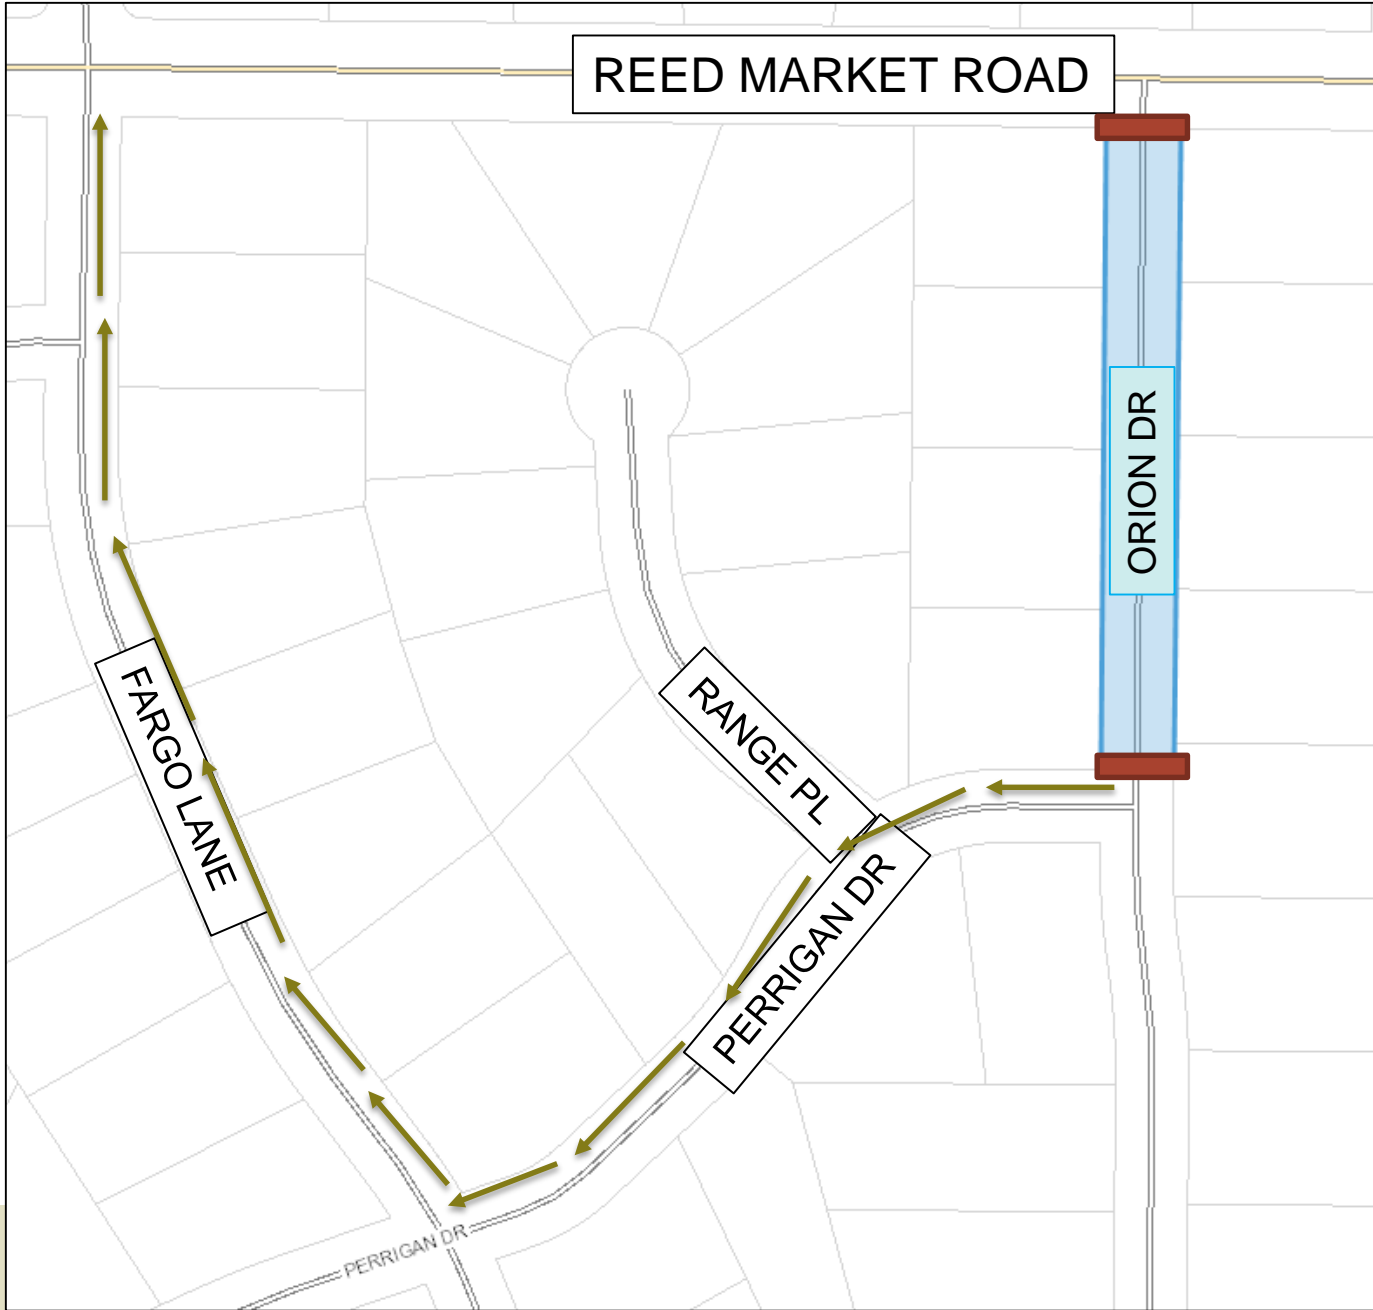 REED MARKET ROAD
ORION DR
FARGO LANE
RANGE PL
PERRIGAN DR
PERRIGAN DR